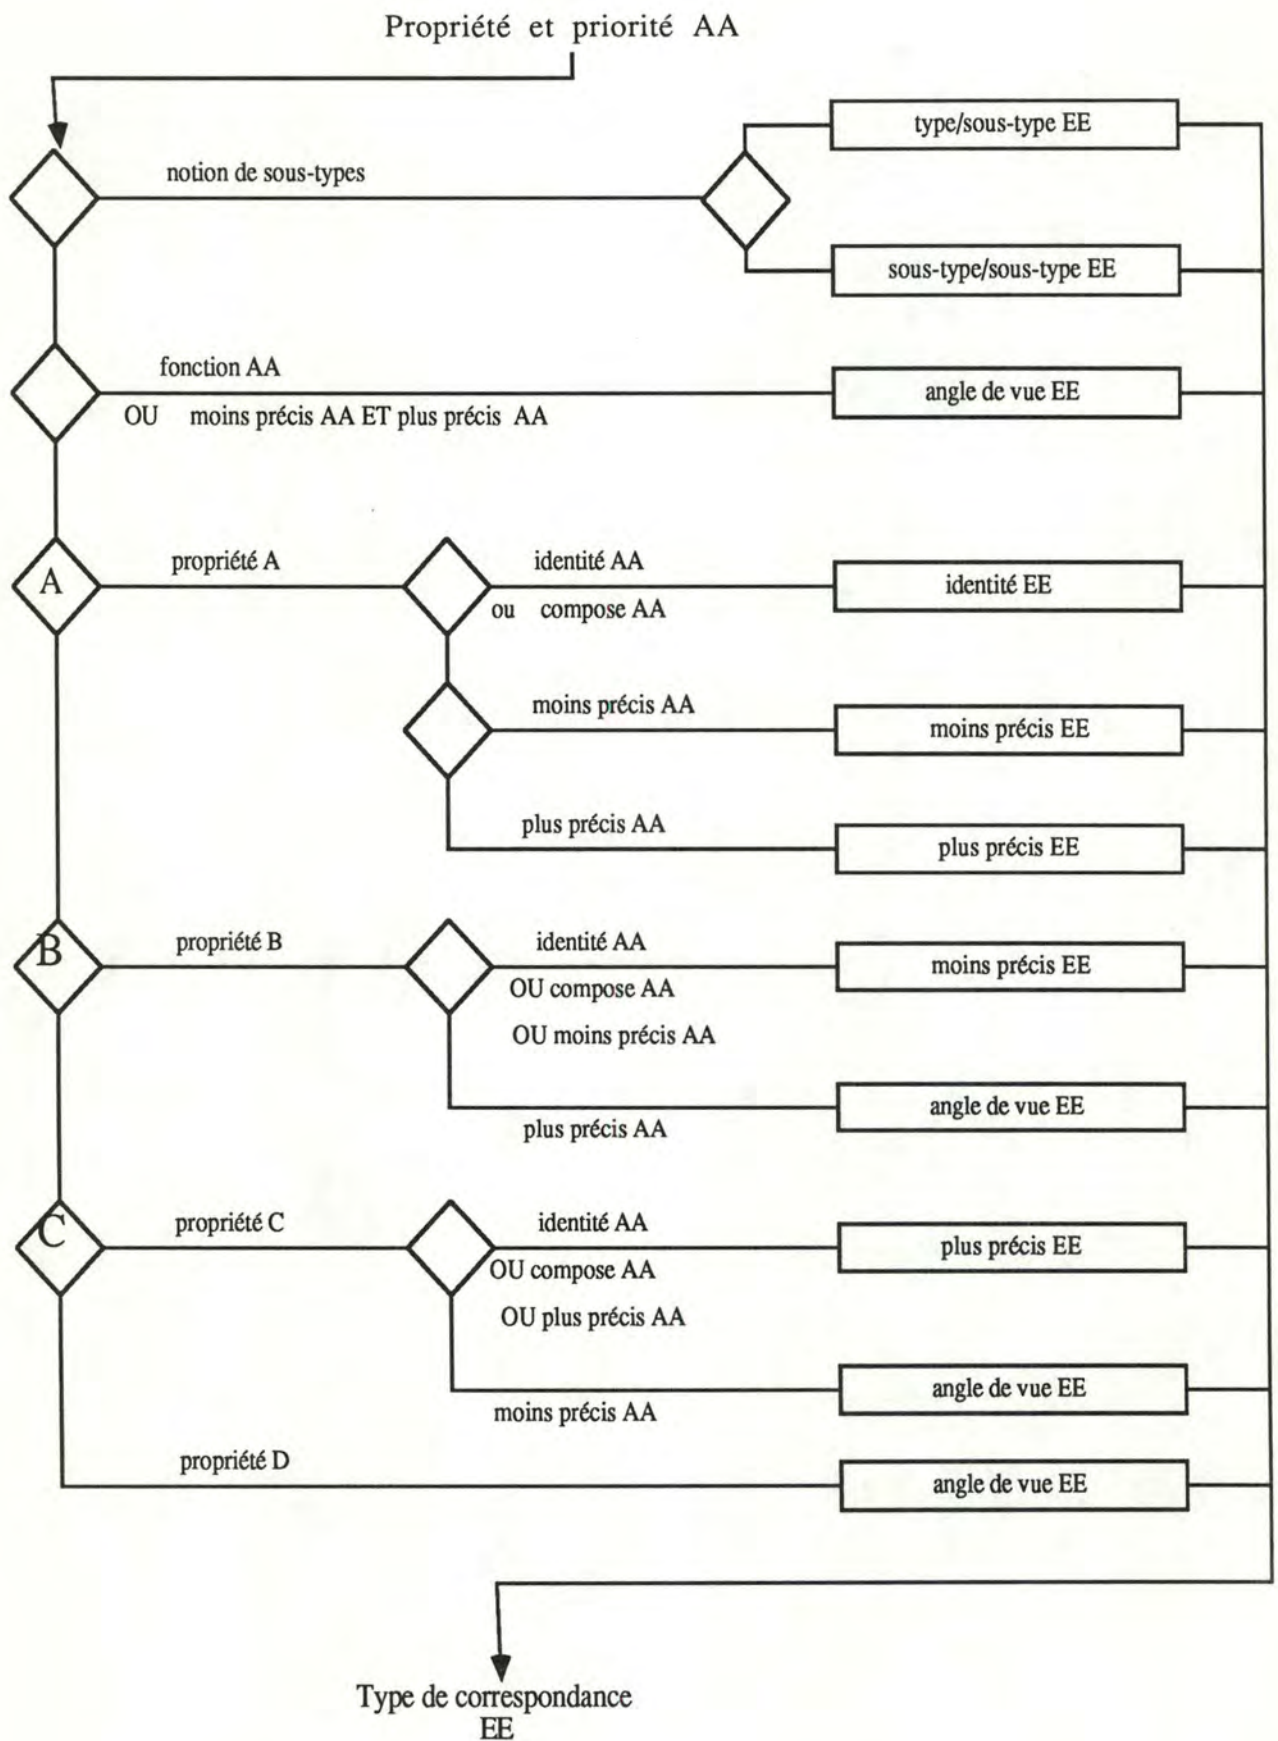 Propriété et priorité AA
type/sous-type EE
notion de sous-types
sous-type/sous-type EE
fonction AA
angle de vue EE
OU moins précis AA ET plus précis AA
propriété A
identité AA
A
identité EE
ou compose AA
moins précis AA
moins précis EE
plus précis AA
plus précis EE
propriété B
identité AA
B
moins précis EE
OU compose AA
OU moins précis AA
angle de vue EE
plus précis AA
propriété C
identité AA
C
plus précis EE
OU compose AA
OU plus précis AA
angle de vue EE
moins précis AA
propriété D
angle de vue EE
Type de correspondance
EE